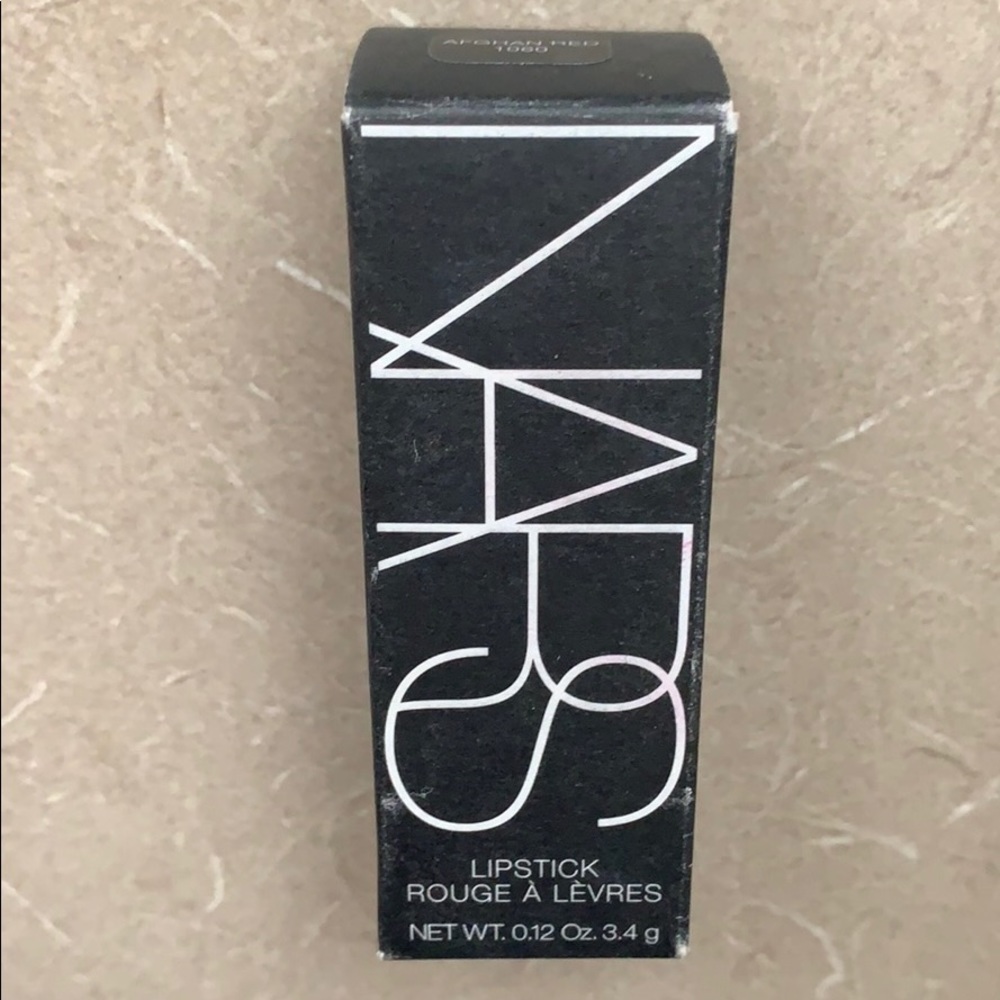 AFGHAN RED
1060
NARS
LIPSTICK
ROUGE À LÈVRES
NET WT. 0.12 Oz. 3.4 g